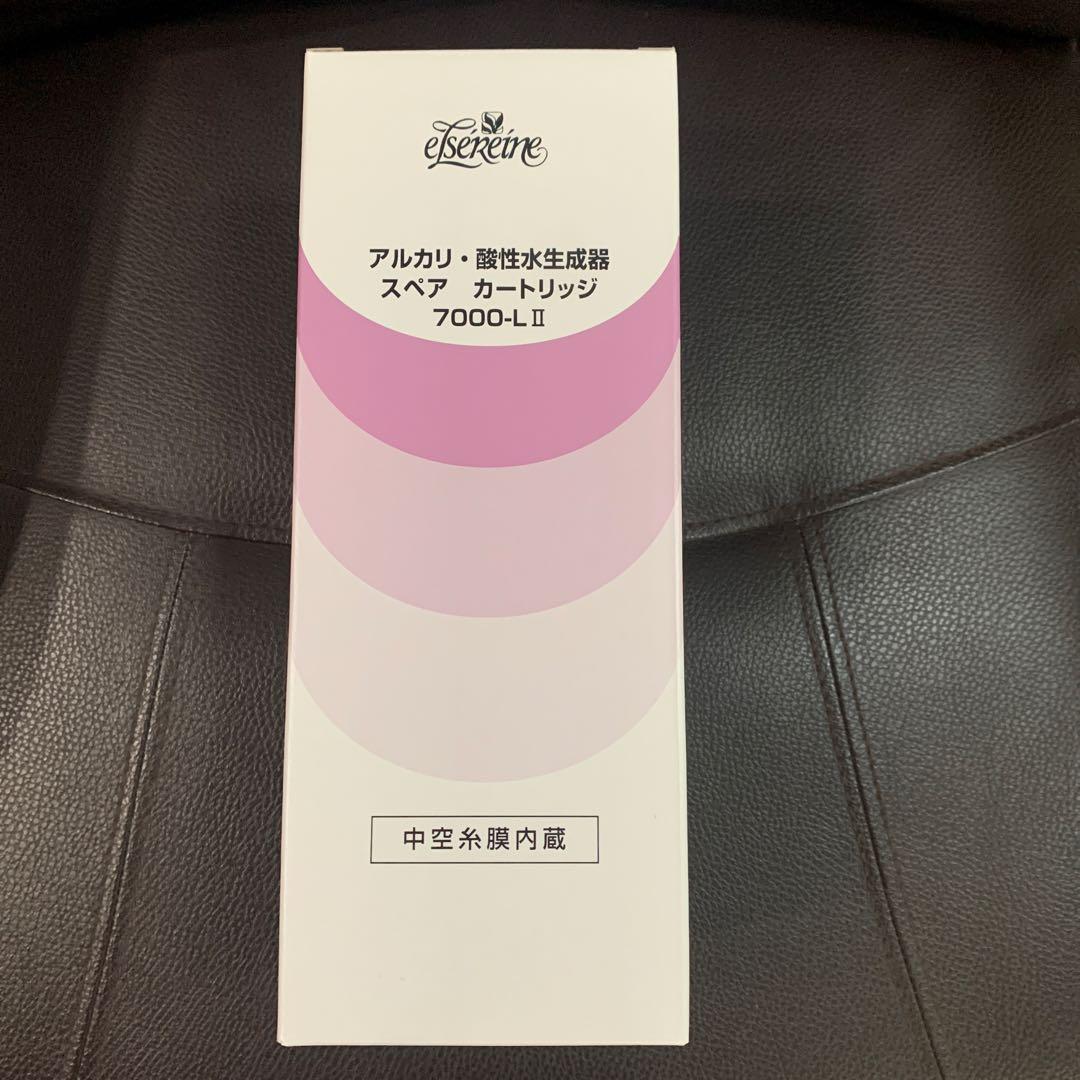 elséreine
アルカリ・酸性水生成器
スペア　カートリッジ
7000-LⅡ
中空糸膜内蔵